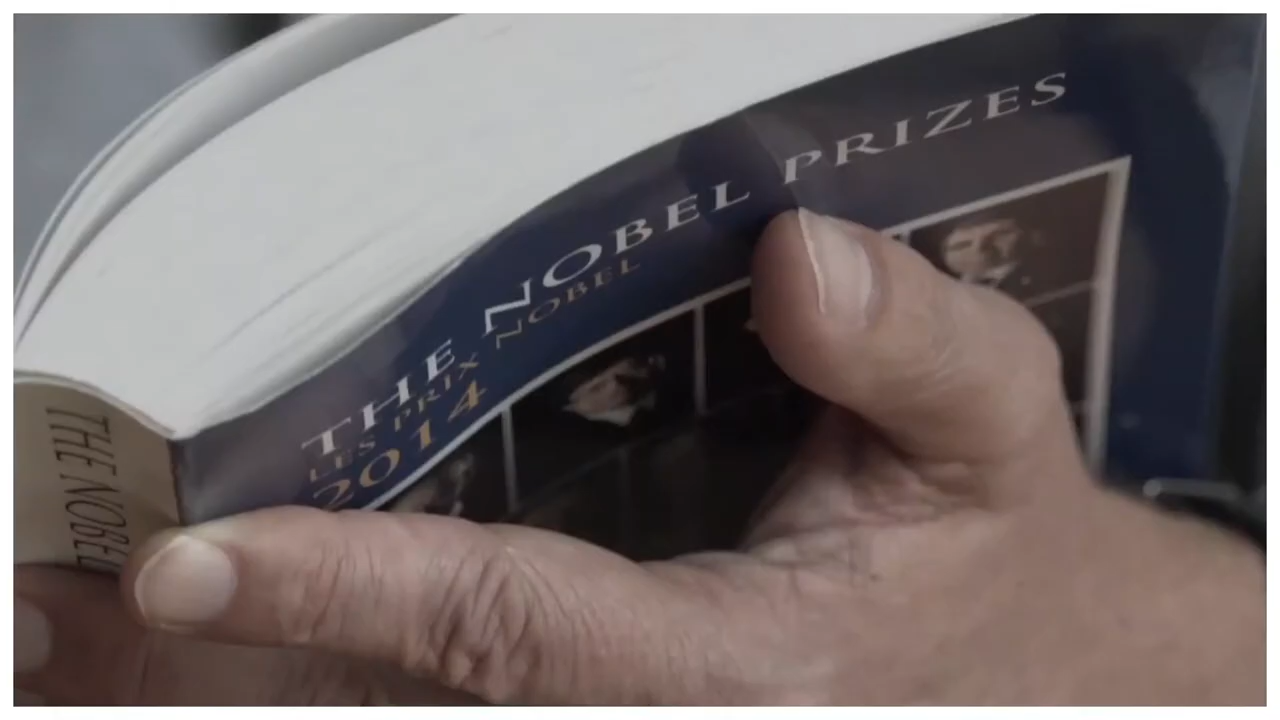 THE NOBEL PRIZES
LES PRIX NOBEL
2014
THE NOBEL